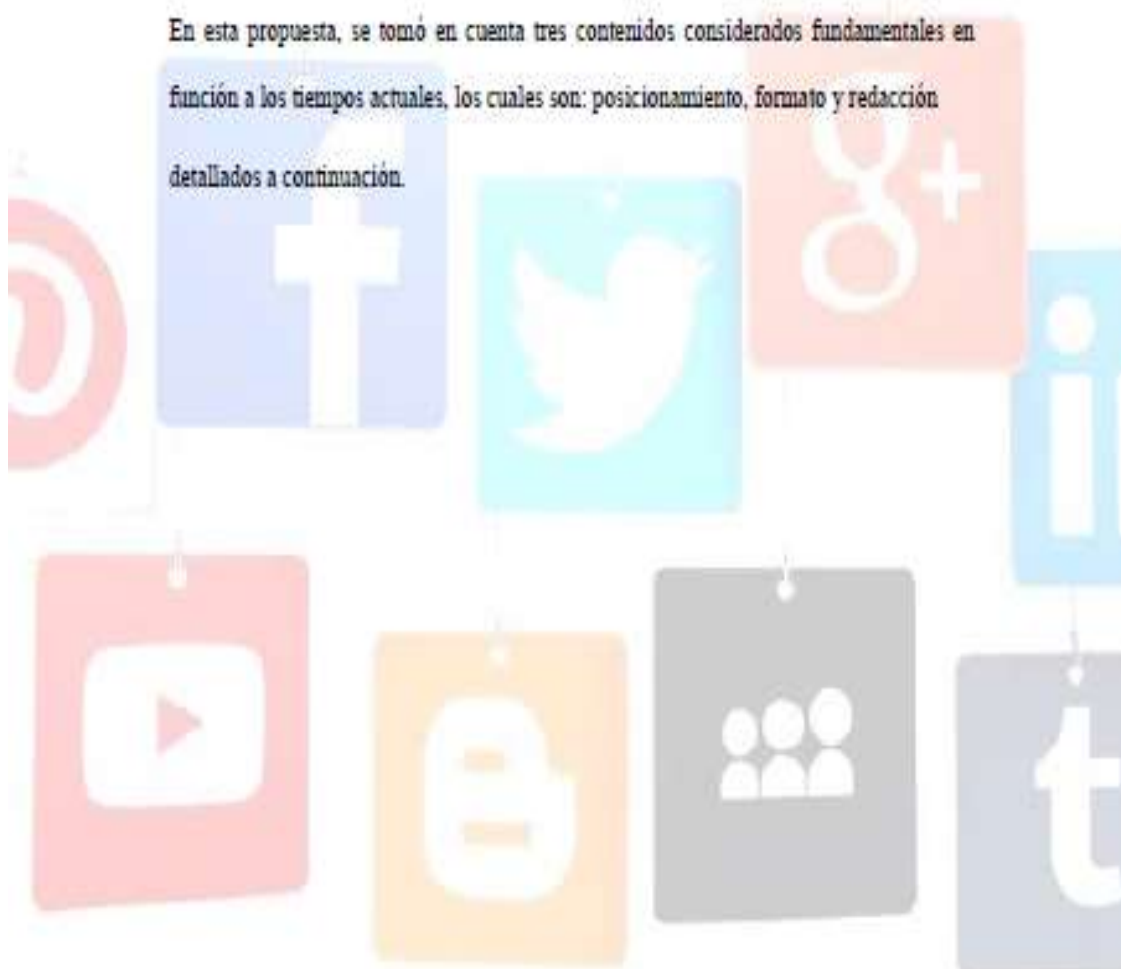 En esta propuesta, se tomó en cuenta tres contenidos considerados fundamentales en
función a los tiempos actuales, los cuales son: posicionamiento, formato y redacción
detallados a continuación.
f
g+
in
t